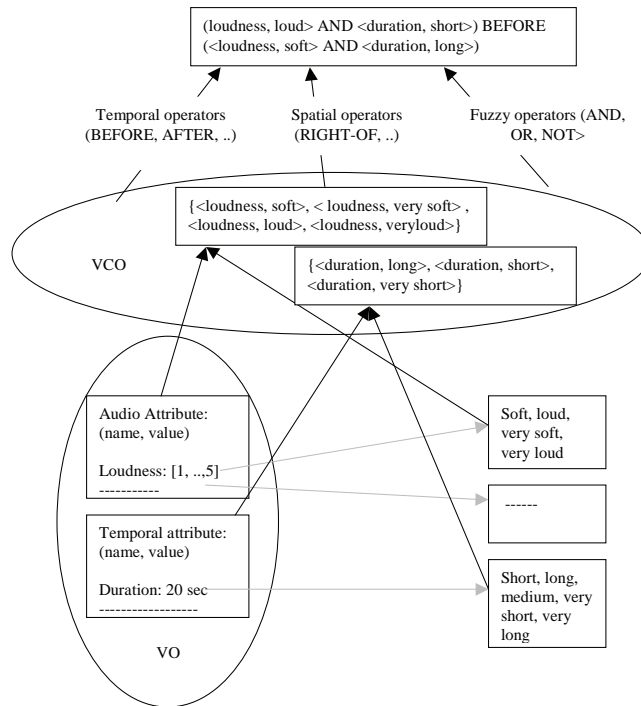 (loudness, loud> AND <duration, short>) BEFORE
(<loudness, soft> AND <duration, long>)
Temporal operators
(BEFORE, AFTER, ..)
Spatial operators
(RIGHT-OF, ..)
Fuzzy operators (AND,
OR, NOT>
{<loudness, soft>, < loudness, very soft> ,
<loudness, loud>, <loudness, veryloud>}
VCO
{<duration, long>, <duration, short>,
<duration, very short>}
Audio Attribute:
(name, value)
Loudness: [1, ..,5]
-----------
Soft, loud,
very soft,
very loud
------
Temporal attribute:
(name, value)
Duration: 20 sec
------------------
Short, long,
medium, very
short, very
long
VO